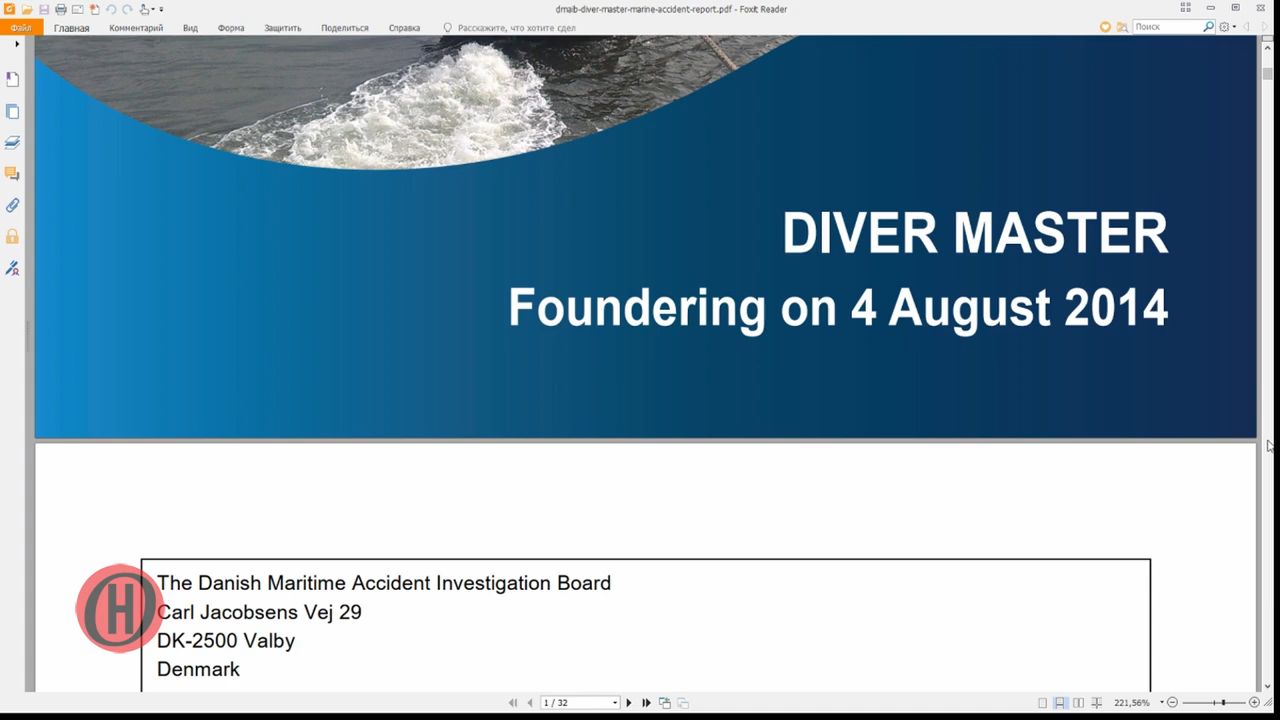 dmab-diver-master-marine-accident-report.pdf - Foxit Reader
Файл Главная Комментарий Вид Форма Защитить Поделиться Справка Расскажите, что хотите сделать Поиск
DIVER MASTER
Foundering on 4 August 2014
The Danish Maritime Accident Investigation Board
Carl Jacobsens Vej 29
DK-2500 Valby
Denmark
H
1 / 32 221,56%